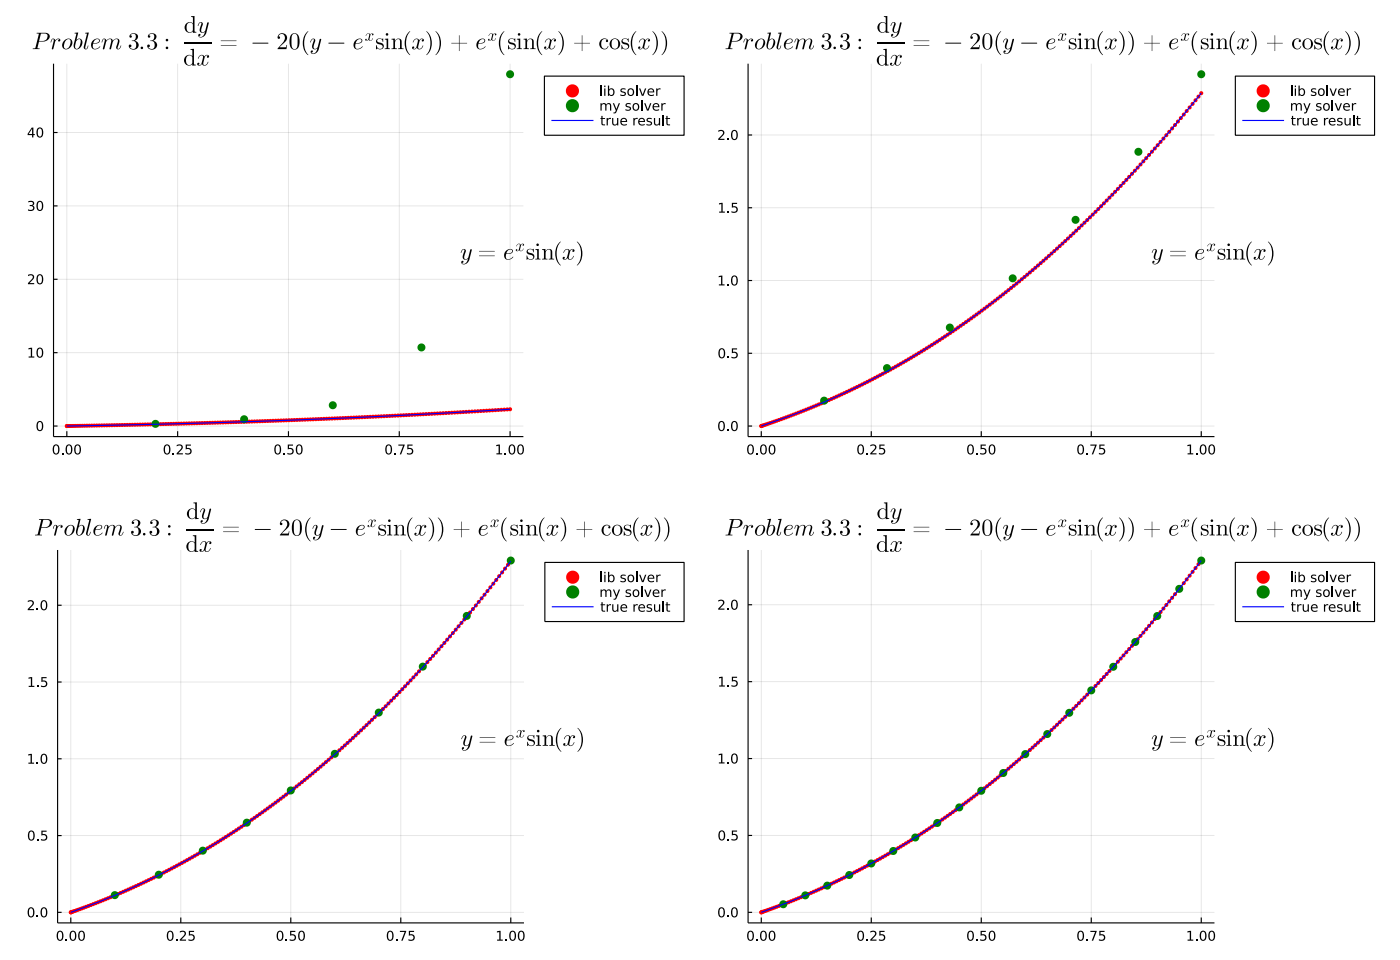 Problem 3.3 : dy/dx = − 20(y − e^x sin(x)) + e^x(sin(x) + cos(x))
lib solver
my solver
true result
40
30
y = e^x sin(x)
20
10
0
0.00 0.25 0.50 0.75 1.00
Problem 3.3 : dy/dx = − 20(y − e^x sin(x)) + e^x(sin(x) + cos(x))
lib solver
my solver
true result
2.0
1.5
y = e^x sin(x)
1.0
0.5
0.0
0.00 0.25 0.50 0.75 1.00
Problem 3.3 : dy/dx = − 20(y − e^x sin(x)) + e^x(sin(x) + cos(x))
lib solver
my solver
true result
2.0
1.5
y = e^x sin(x)
1.0
0.5
0.0
0.00 0.25 0.50 0.75 1.00
Problem 3.3 : dy/dx = − 20(y − e^x sin(x)) + e^x(sin(x) + cos(x))
lib solver
my solver
true result
2.0
1.5
y = e^x sin(x)
1.0
0.5
0.0
0.00 0.25 0.50 0.75 1.00